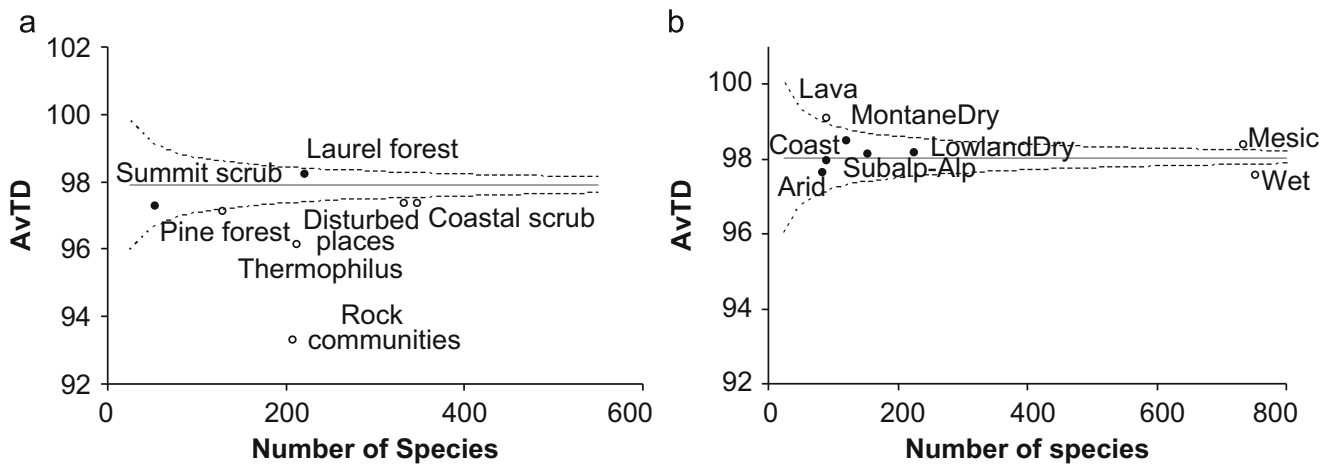 a
102
100
98
96
94
92
AvTD
0
200
400
600
Number of Species
Summit scrub
Laurel forest
Pine forest
Disturbed
places
Coastal scrub
Thermophilus
Rock
communities
b
100
98
96
94
92
AvTD
0
200
400
600
800
Number of species
Lava
MontaneDry
Coast
LowlandDry
Subalp-Alp
Arid
Mesic
Wet